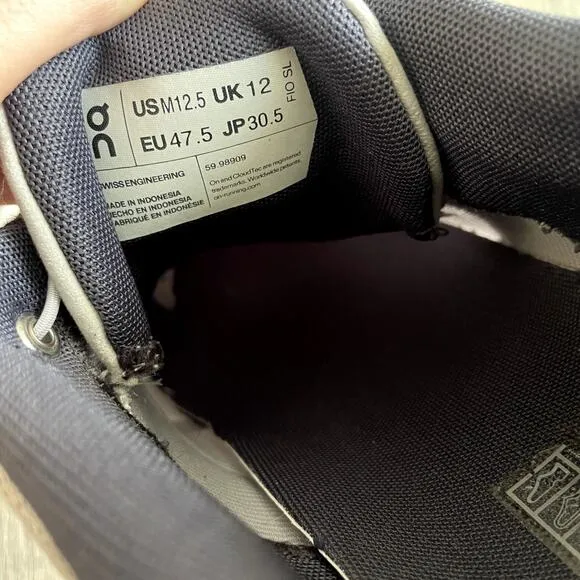 on
US M 12.5 UK 12
EU 47.5 JP 30.5
FIO SL
SWISS ENGINEERING
MADE IN INDONESIA
HECHO EN INDONESIA
FABRIQUÉ EN INDONÉSIE
59.98909
On and CloudTec are registered
trademarks. Worldwide patents.
on-running.com